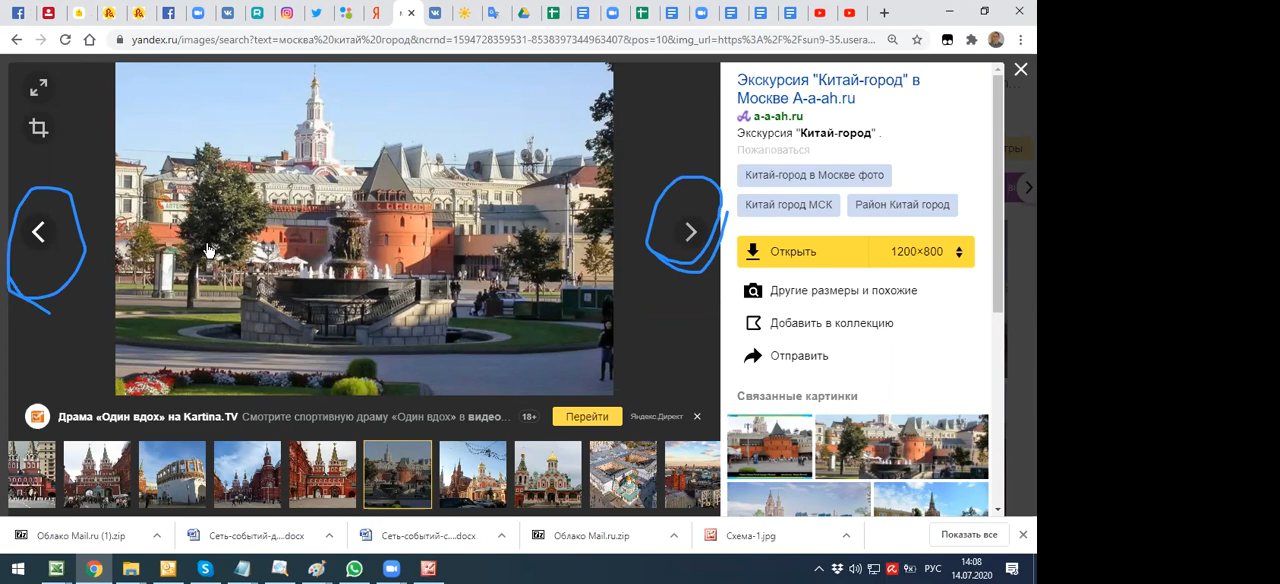 yandex.ru/images/search?text=москва%20китай%20город&ncrnd=1594728359531-8538397344963407&pos=10&img_url=https%3A%2F%2Fsun9-35.usera...
Экскурсия "Китай-город" в
Москве A-a-ah.ru
a-a-ah.ru
Экскурсия "Китай-город" .
Пожаловаться
Китай-город в Москве фото
Китай город МСК
Район Китай город
Открыть
1200×800
Другие размеры и похожие
Добавить в коллекцию
Отправить
Связанные картинки
Драма «Один вдох» на Kartina.TV Смотрите спортивную драму «Один вдох» в видео...
18+
Перейти
Яндекс.Директ
Облако Mail.ru (1).zip
Сеть-событий-д....docx
Сеть-событий-с....docx
Облако Mail.ru.zip
Схема-1.jpg
Показать все
РУС
14:08
14.07.2020